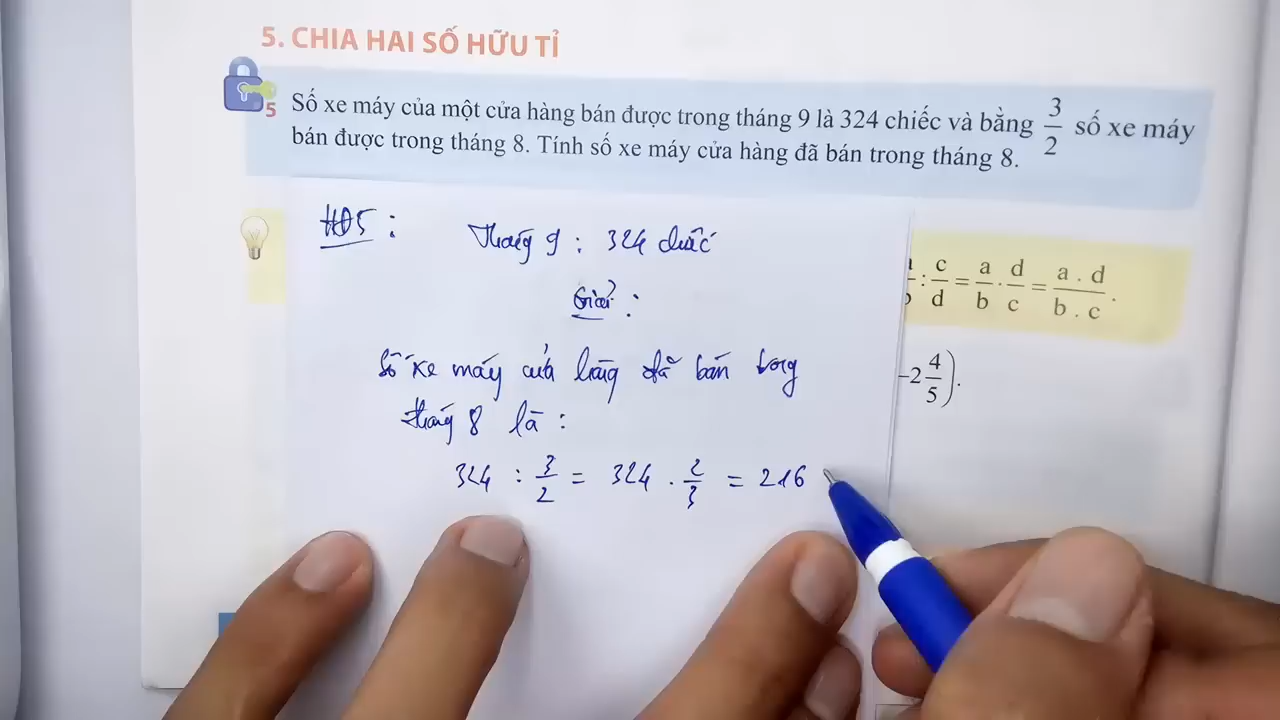 5. CHIA HAI SỐ HỮU TỈ
5 Số xe máy của một cửa hàng bán được trong tháng 9 là 324 chiếc và bằng 3/2 số xe máy
bán được trong tháng 8. Tính số xe máy cửa hàng đã bán trong tháng 8.
HĐ5 :
Tháng 9 : 324 chiếc
Giải :
: c/d = a/b . d/c = a . d / b . c .
Số xe máy cửa hàng đã bán trong
-2 4/5).
tháng 8 là :
324 : 3/2 = 324 . 2/3 = 216